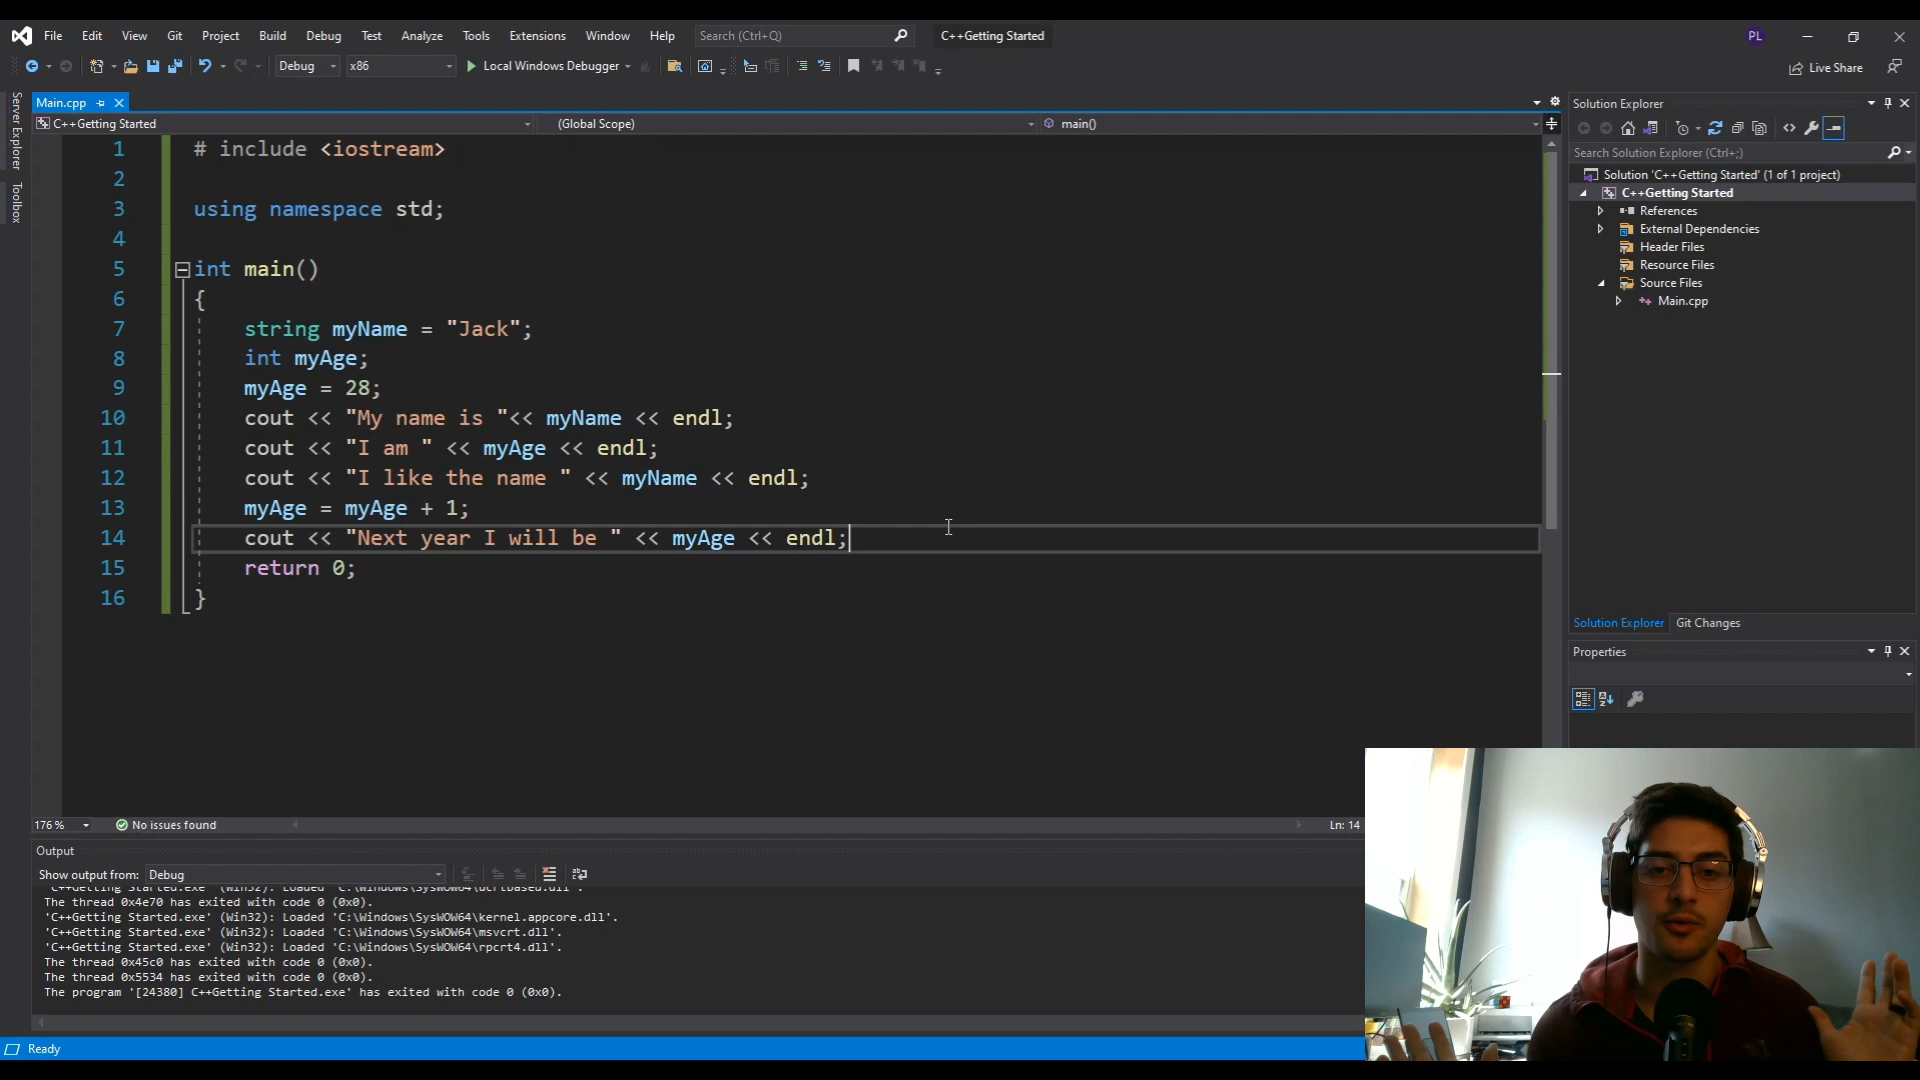 File Edit View Git Project Build Debug Test Analyze Tools Extensions Window Help Search (Ctrl+Q) C++Getting Started PL
Debug x86 Local Windows Debugger Live Share
Server Explorer
Toolbox
Main.cpp
C++Getting Started (Global Scope) main()
1 # include <iostream>
2
3 using namespace std;
4
5 int main()
6 {
7 string myName = "Jack";
8 int myAge;
9 myAge = 28;
10 cout << "My name is "<< myName << endl;
11 cout << "I am " << myAge << endl;
12 cout << "I like the name " << myName << endl;
13 myAge = myAge + 1;
14 cout << "Next year I will be " << myAge << endl;
15 return 0;
16 }
176 % No issues found Ln: 14
Output
Show output from: Debug
'C++Getting Started.exe' (Win32): Loaded 'C:\Windows\SysWOW64\ucrtbased.dll'.
The thread 0x4e70 has exited with code 0 (0x0).
'C++Getting Started.exe' (Win32): Loaded 'C:\Windows\SysWOW64\kernel.appcore.dll'.
'C++Getting Started.exe' (Win32): Loaded 'C:\Windows\SysWOW64\msvcrt.dll'.
'C++Getting Started.exe' (Win32): Loaded 'C:\Windows\SysWOW64\rpcrt4.dll'.
The thread 0x45c0 has exited with code 0 (0x0).
The thread 0x5534 has exited with code 0 (0x0).
The program '[24380] C++Getting Started.exe' has exited with code 0 (0x0).
Ready
Solution Explorer
Search Solution Explorer (Ctrl+;)
Solution 'C++Getting Started' (1 of 1 project)
C++Getting Started
References
External Dependencies
Header Files
Resource Files
Source Files
Main.cpp
Solution Explorer Git Changes
Properties